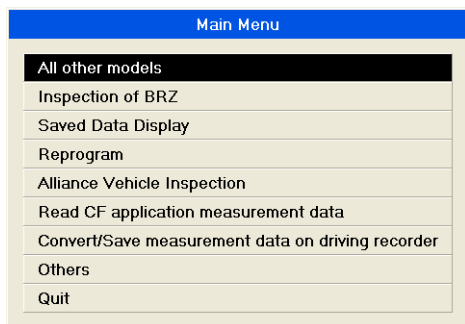 Main Menu
All other models
Inspection of BRZ
Saved Data Display
Reprogram
Alliance Vehicle Inspection
Read CF application measurement data
Convert/Save measurement data on driving recorder
Others
Quit